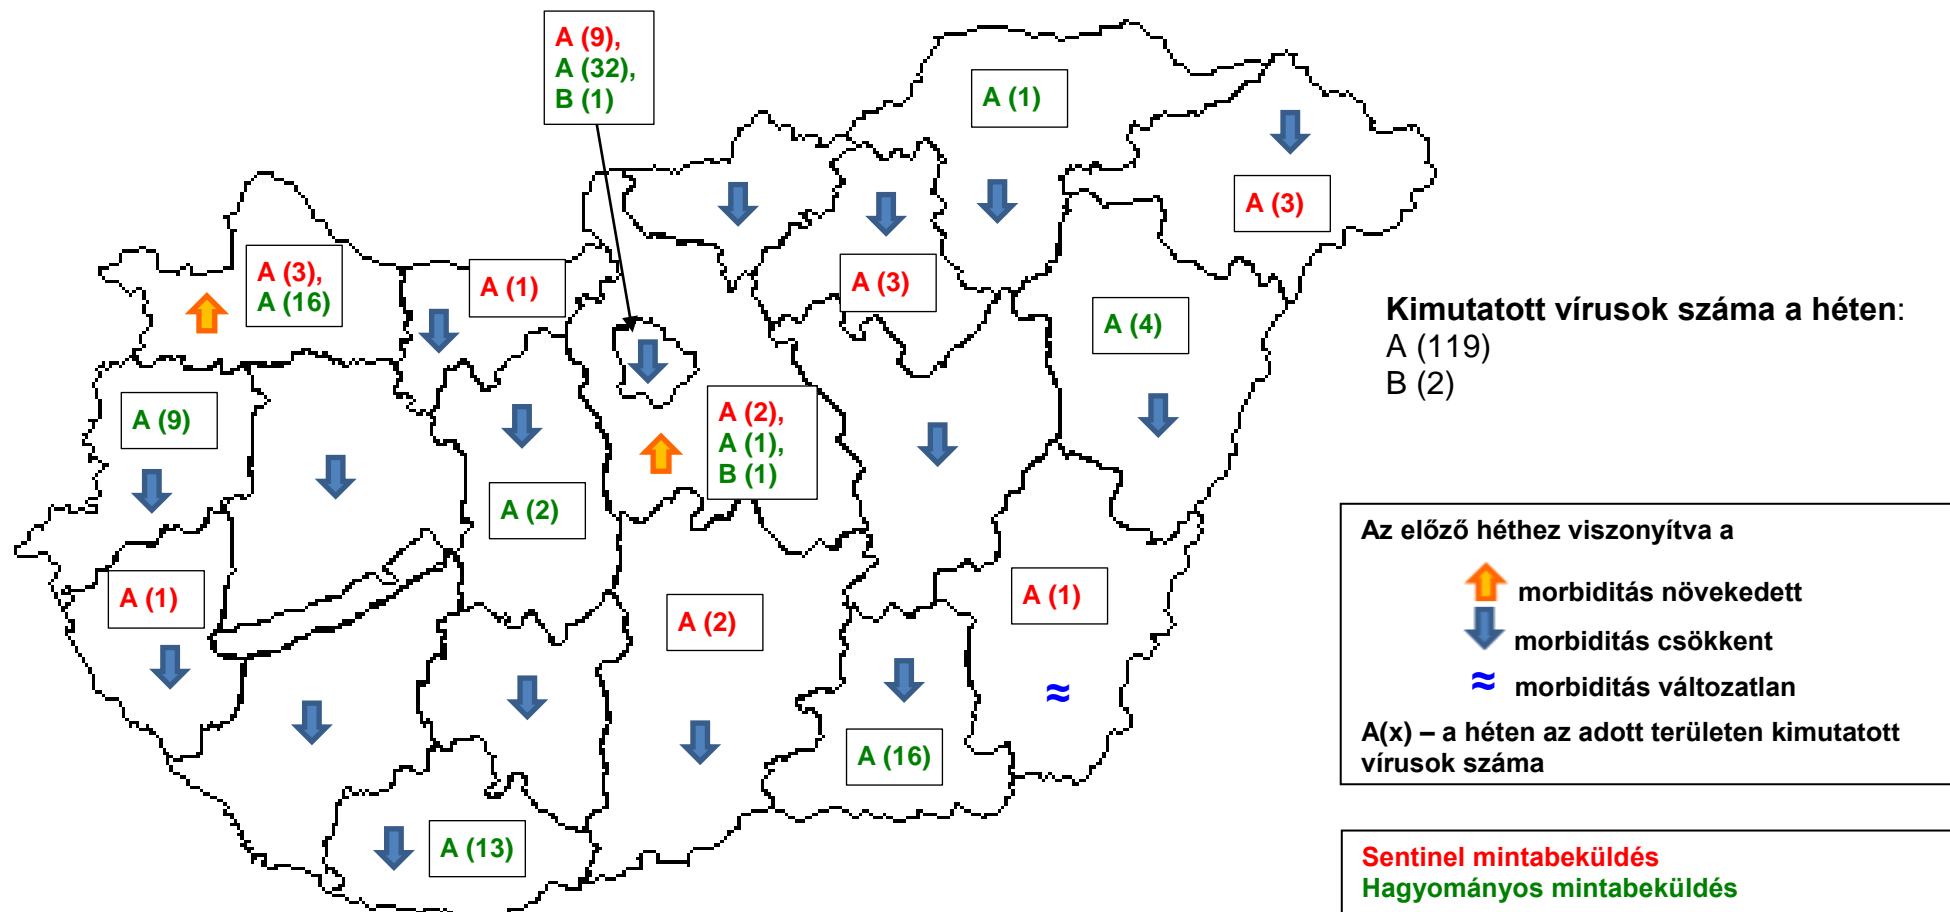 A (9),
A (32),
B (1)
A (1)
A (3)
A (3),
A (16)
A (1)
A (3)
A (4)
Kimutatott vírusok száma a héten:
A (119)
B (2)
A (9)
A (2),
A (1),
B (1)
A (2)
A (1)
A (2)
A (1)
≈
A (16)
A (13)
Az előző héthez viszonyítva a
morbiditás növekedett
morbiditás csökkent
≈ morbiditás változatlan
A(x) – a héten az adott területen kimutatott
vírusok száma
Sentinel mintabeküldés
Hagyományos mintabeküldés